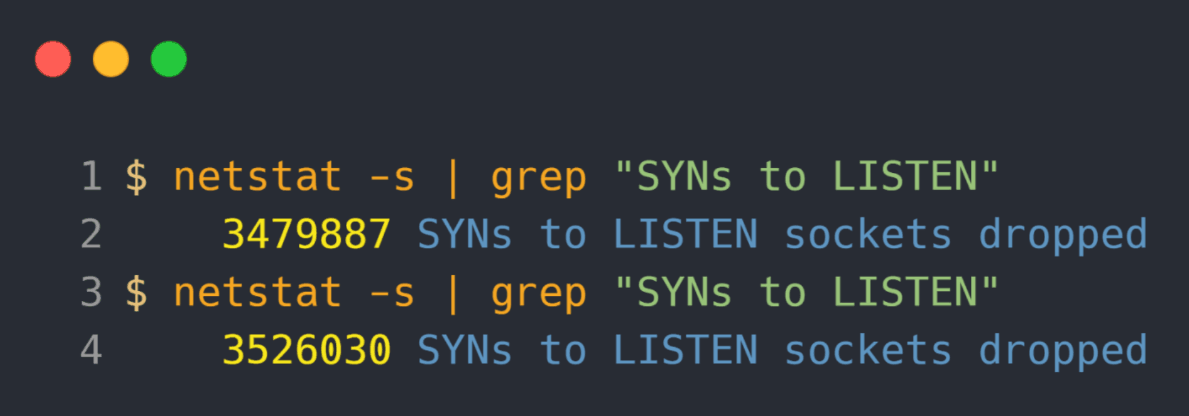 1 $ netstat -s | grep "SYNs to LISTEN"
2     3479887 SYNs to LISTEN sockets dropped
3 $ netstat -s | grep "SYNs to LISTEN"
4     3526030 SYNs to LISTEN sockets dropped